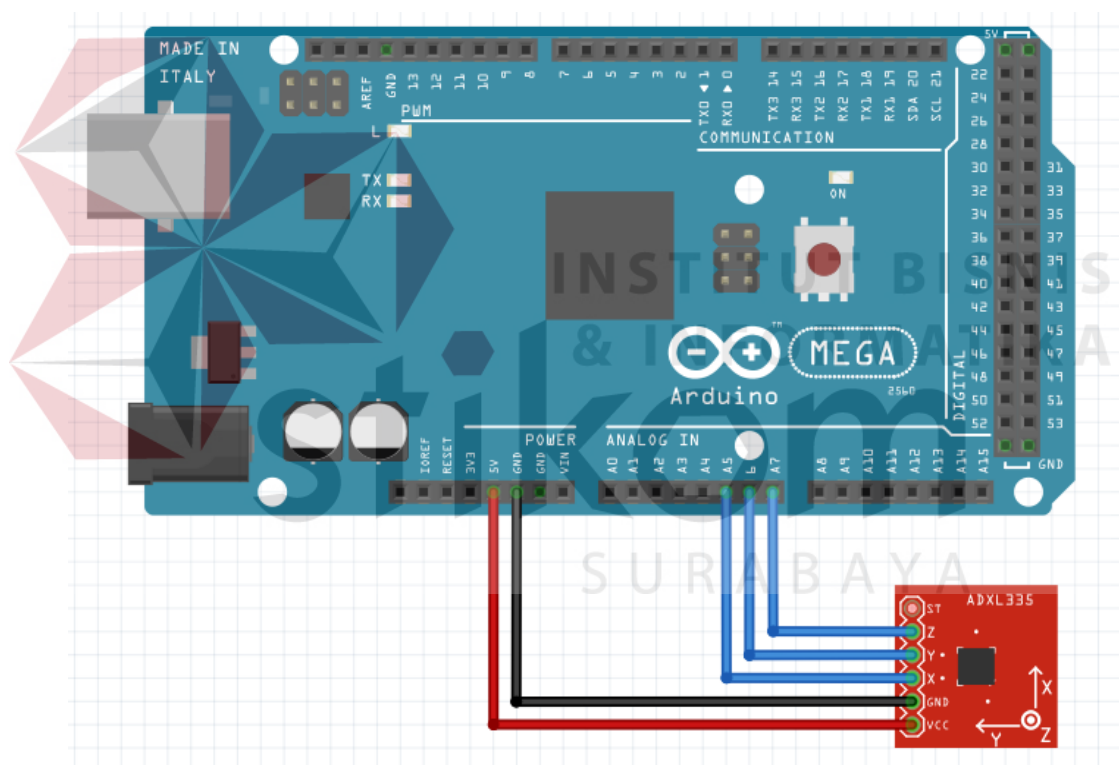 MADE IN
ITALY
AREF
GND
13
12
11
10
9
8
7
6
5
4
3
2
TX0 ◀ 1
RX0 ▶ 0
TX3 14
RX3 15
TX2 16
RX2 17
TX1 18
RX1 19
SDA 20
SCL 21
5V
PWM
COMMUNICATION
L
TX
RX
ON
22
24
26
28
30 31
32 33
34 35
36 37
38 39
40 41
42 43
44 45
46 47
48 49
50 51
52 53
GND
DIGITAL
INSTITUT BISNIS
& INFORMATIKA
MEGA
TM
2560
Arduino
stikom
SURABAYA
POWER
ANALOG IN
IOREF
RESET
3V3
5V
GND
GND
VIN
A0
A1
A2
A3
A4
A5
6
A7
A8
A9
A10
A11
A12
A13
A14
A15
ADXL335
ST
Z
Y
X
GND
VCC
X
Y
Z